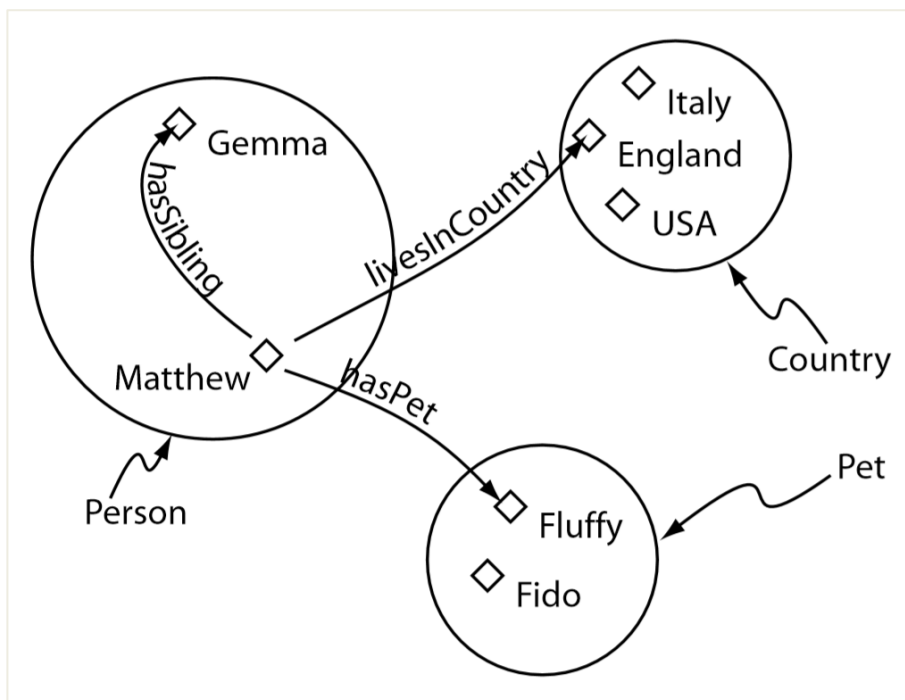 Italy
Gemma
England
hasSibling
livesInCountry
USA
Country
Matthew
hasPet
Pet
Person
Fluffy
Fido